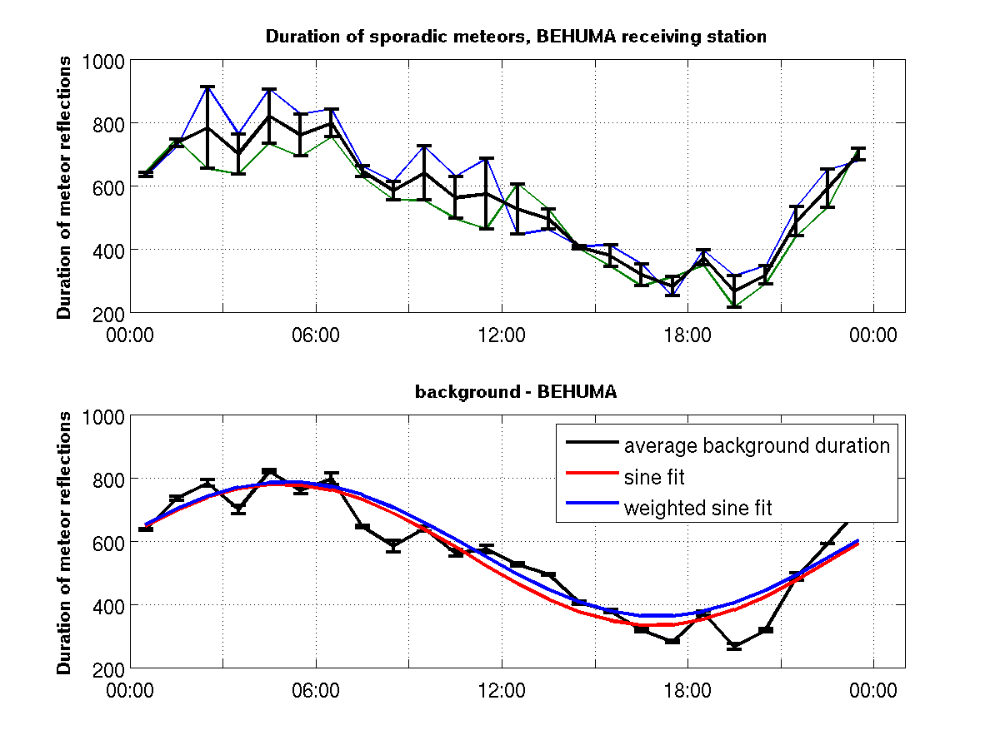 Duration of sporadic meteors, BEHUMA receiving station
Duration of meteor reflections
1000
800
600
400
200
00:00 06:00 12:00 18:00 00:00
background - BEHUMA
Duration of meteor reflections
1000
800
600
400
200
average background duration
sine fit
weighted sine fit
00:00 06:00 12:00 18:00 00:00